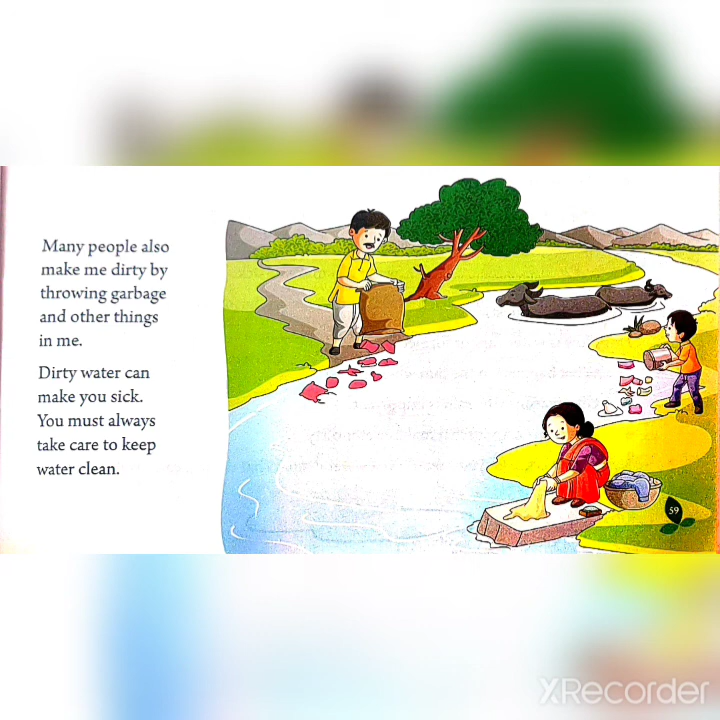 Many people also
make me dirty by
throwing garbage
and other things
in me.
Dirty water can
make you sick.
You must always
take care to keep
water clean.
59
XRecorder